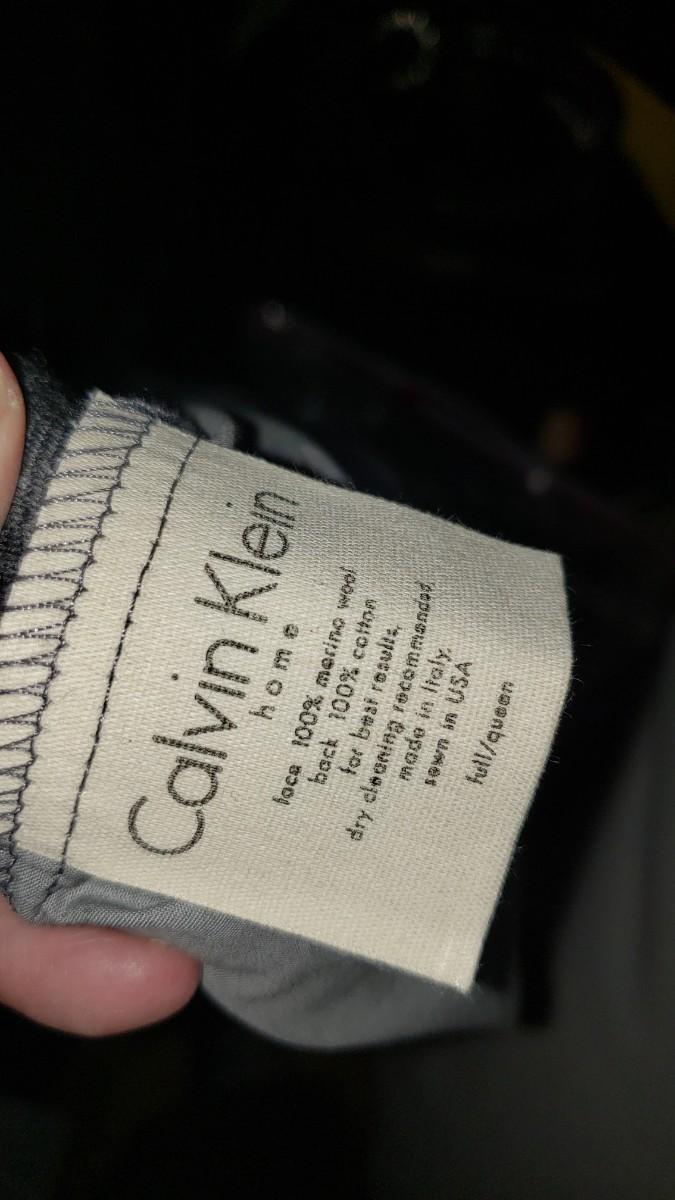 Calvin Klein
home
face 100% merino wool
back 100% cotton
for best results,
dry cleaning recommended
made in Italy.
sewn in USA
full/queen